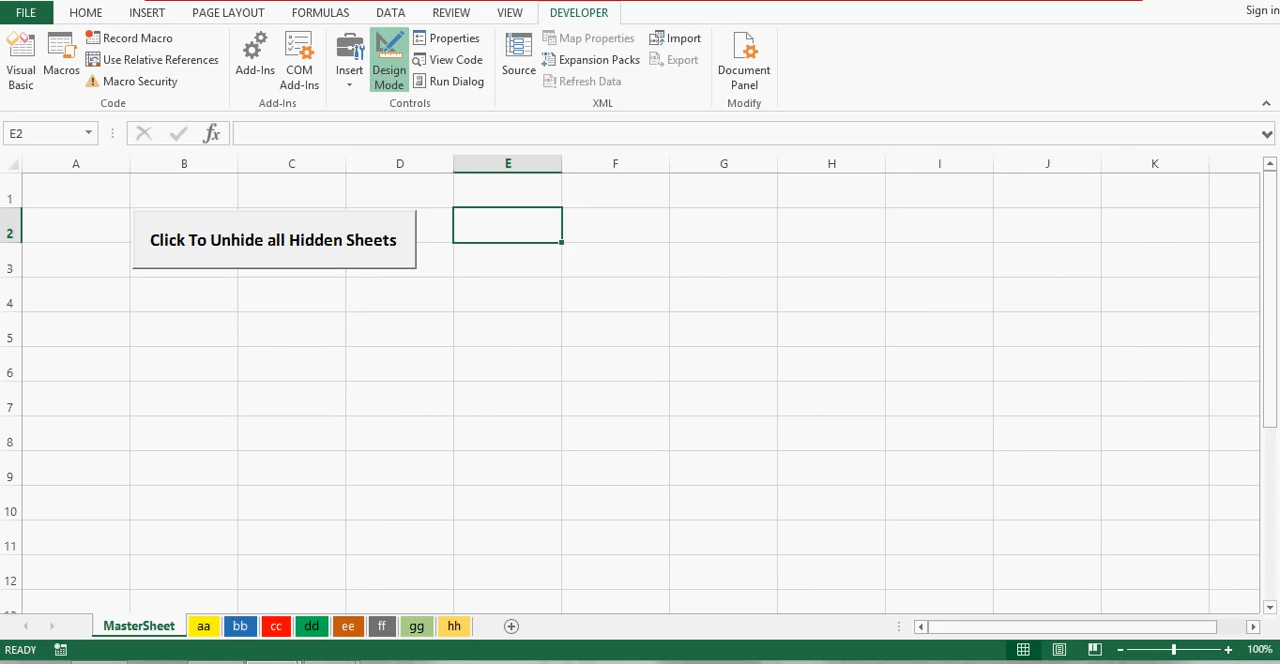 FILE HOME INSERT PAGE LAYOUT FORMULAS DATA REVIEW VIEW DEVELOPER Sign in
Visual Basic
Macros
Record Macro
Use Relative References
Macro Security
Code
Add-Ins
COM Add-Ins
Add-Ins
Insert
Design Mode
Properties
View Code
Run Dialog
Controls
Source
Map Properties
Expansion Packs
Refresh Data
Import
Export
XML
Document Panel
Modify
E2 fx
A B C D E F G H I J K
1
2
Click To Unhide all Hidden Sheets
3
4
5
6
7
8
9
10
11
12
MasterSheet aa bb cc dd ee ff gg hh
READY 100%